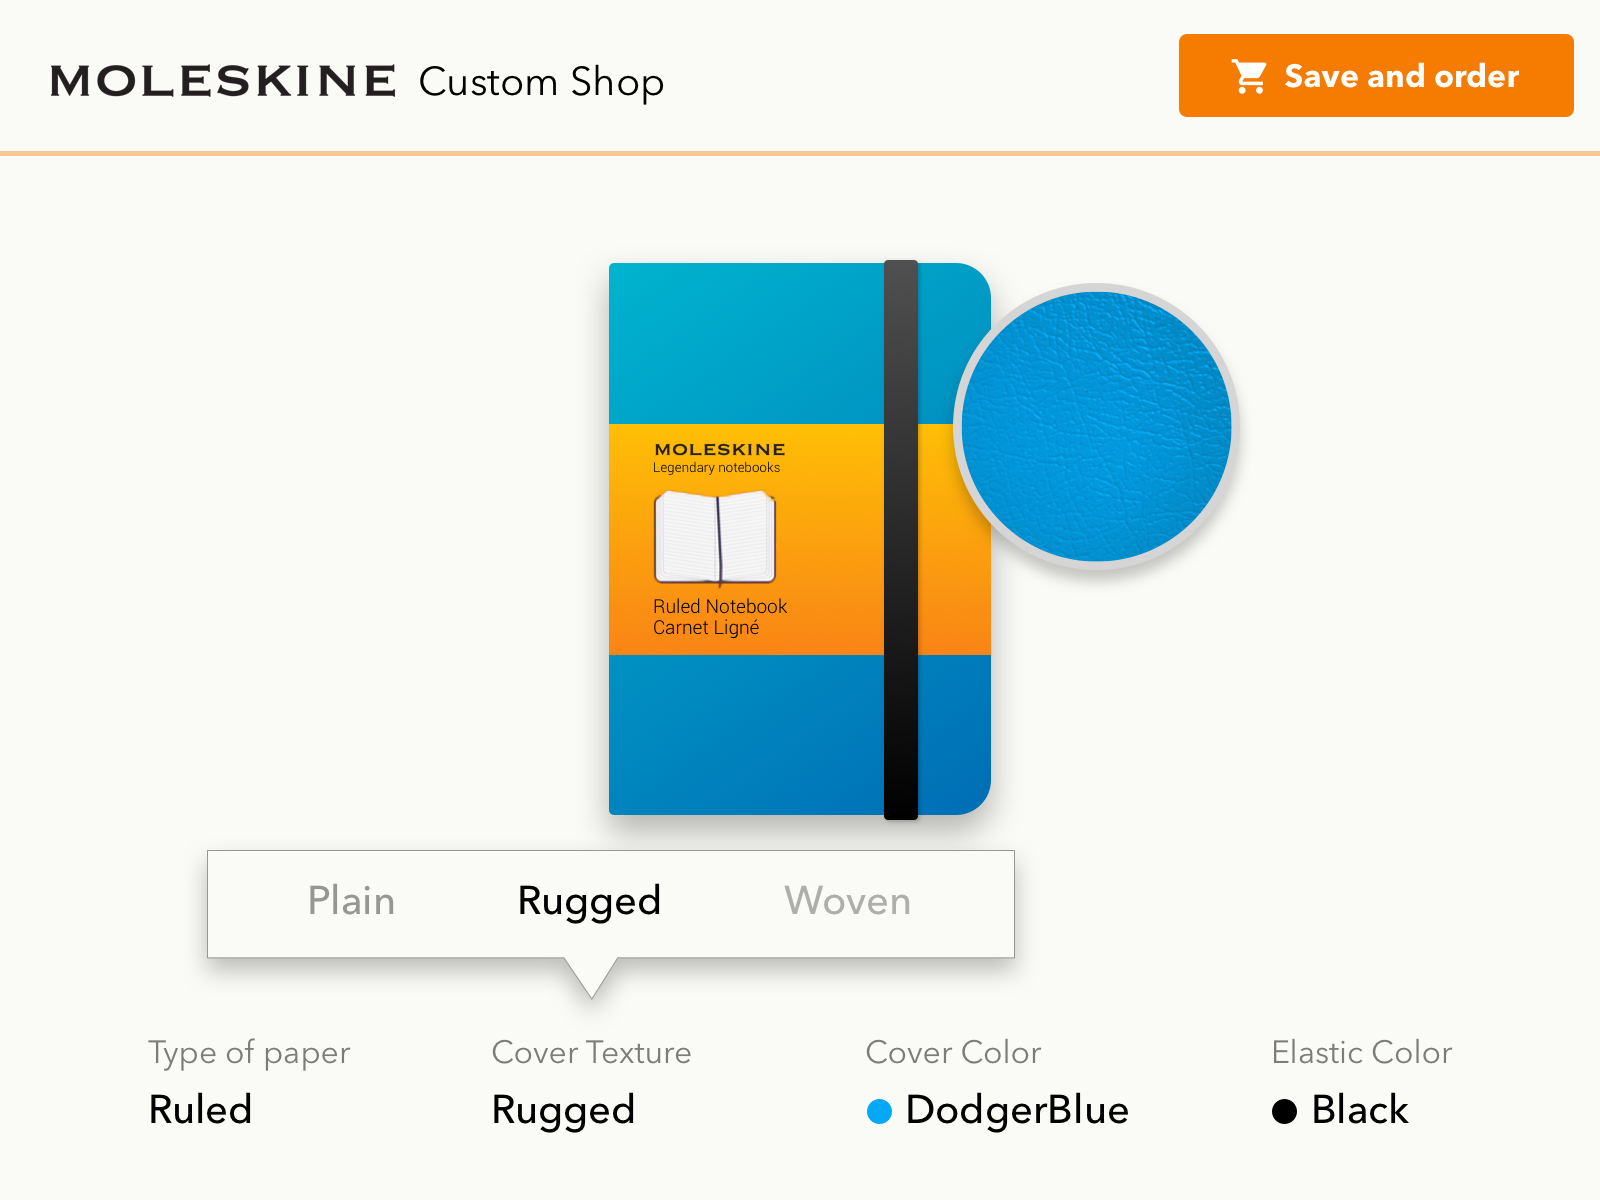 MOLESKINE Custom Shop
Save and order
MOLESKINE
Legendary notebooks
Ruled Notebook
Carnet Ligné
Plain Rugged Woven
Type of paper Cover Texture Cover Color Elastic Color
Ruled Rugged DodgerBlue Black